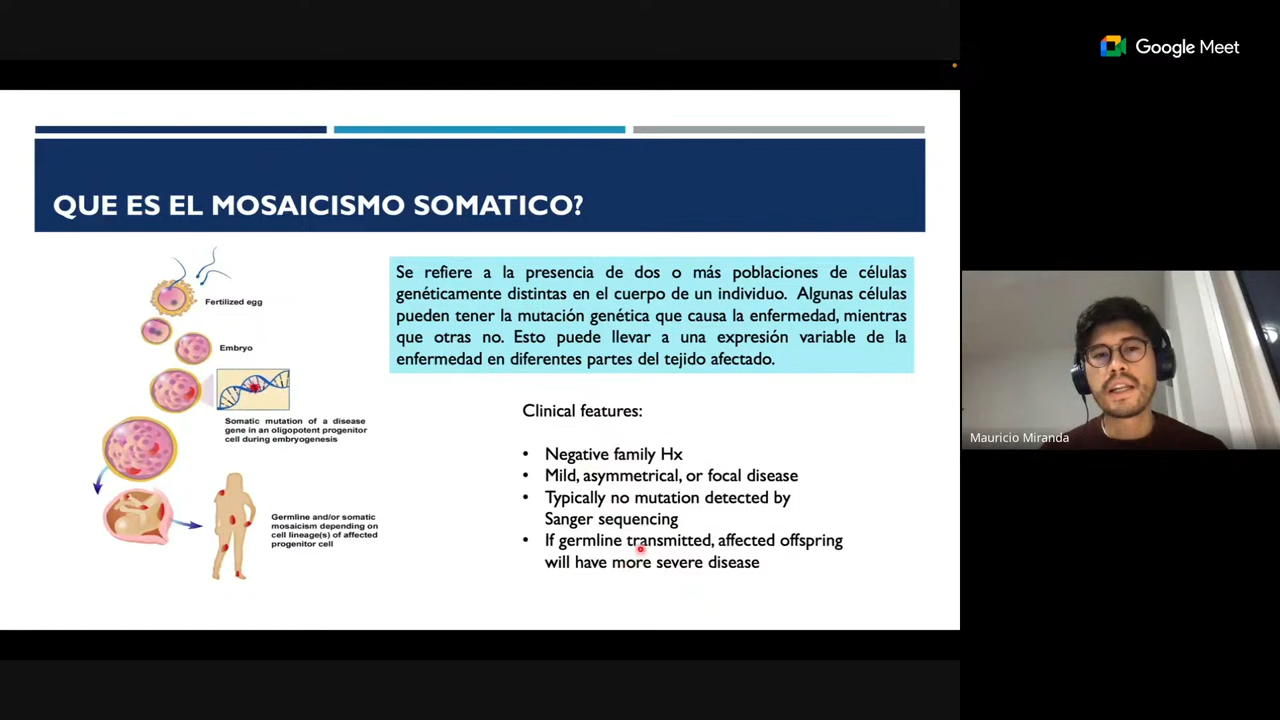 Google Meet
QUE ES EL MOSAICISMO SOMATICO?
Fertilized egg
Embryo
Somatic mutation of a disease
gene in an oligopotent progenitor
cell during embryogenesis
Germline and/or somatic
mosaicism depending on
cell lineage(s) of affected
progenitor cell
Se refiere a la presencia de dos o más poblaciones de células
genéticamente distintas en el cuerpo de un individuo. Algunas células
pueden tener la mutación genética que causa la enfermedad, mientras
que otras no. Esto puede llevar a una expresión variable de la
enfermedad en diferentes partes del tejido afectado.
Clinical features:
• Negative family Hx
• Mild, asymmetrical, or focal disease
• Typically no mutation detected by
Sanger sequencing
• If germline transmitted, affected offspring
will have more severe disease
Mauricio Miranda